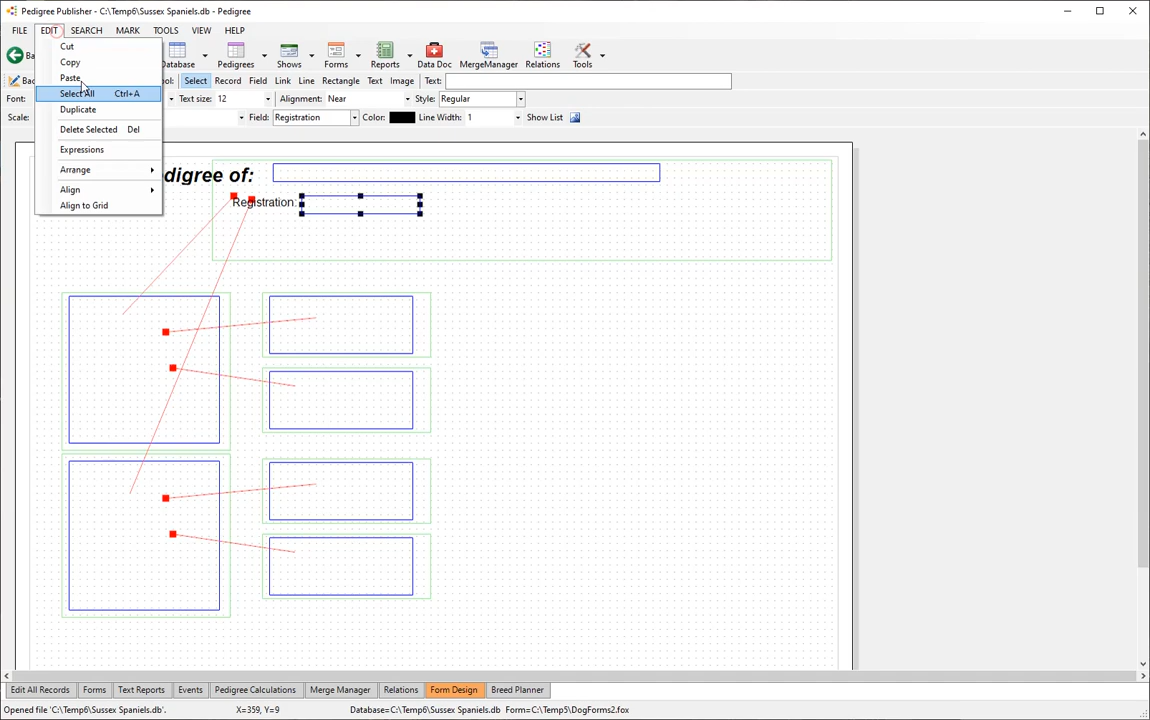 Pedigree Publisher - C:\Temp6\Sussex Spaniels.db - Pedigree
FILE EDIT SEARCH MARK TOOLS VIEW HELP
Database Pedigrees Shows Forms Reports Data Doc MergeManager Relations Tools
Select Record Field Link Line Rectangle Text Image Text:
Font: Text size: 12 Alignment: Near Style: Regular
Scale: Field: Registration Color: Line Width: 1 Show List
Cut
Copy
Paste
Select All Ctrl+A
Duplicate
Delete Selected Del
Expressions
Arrange
Align
Align to Grid
digree of:
Registration:
Edit All Records Forms Text Reports Events Pedigree Calculations Merge Manager Relations Form Design Breed Planner
Opened file 'C:\Temp6\Sussex Spaniels.db'. X=359, Y=9 Database=C:\Temp6\Sussex Spaniels.db Form=C:\Temp5\DogForms2.fox